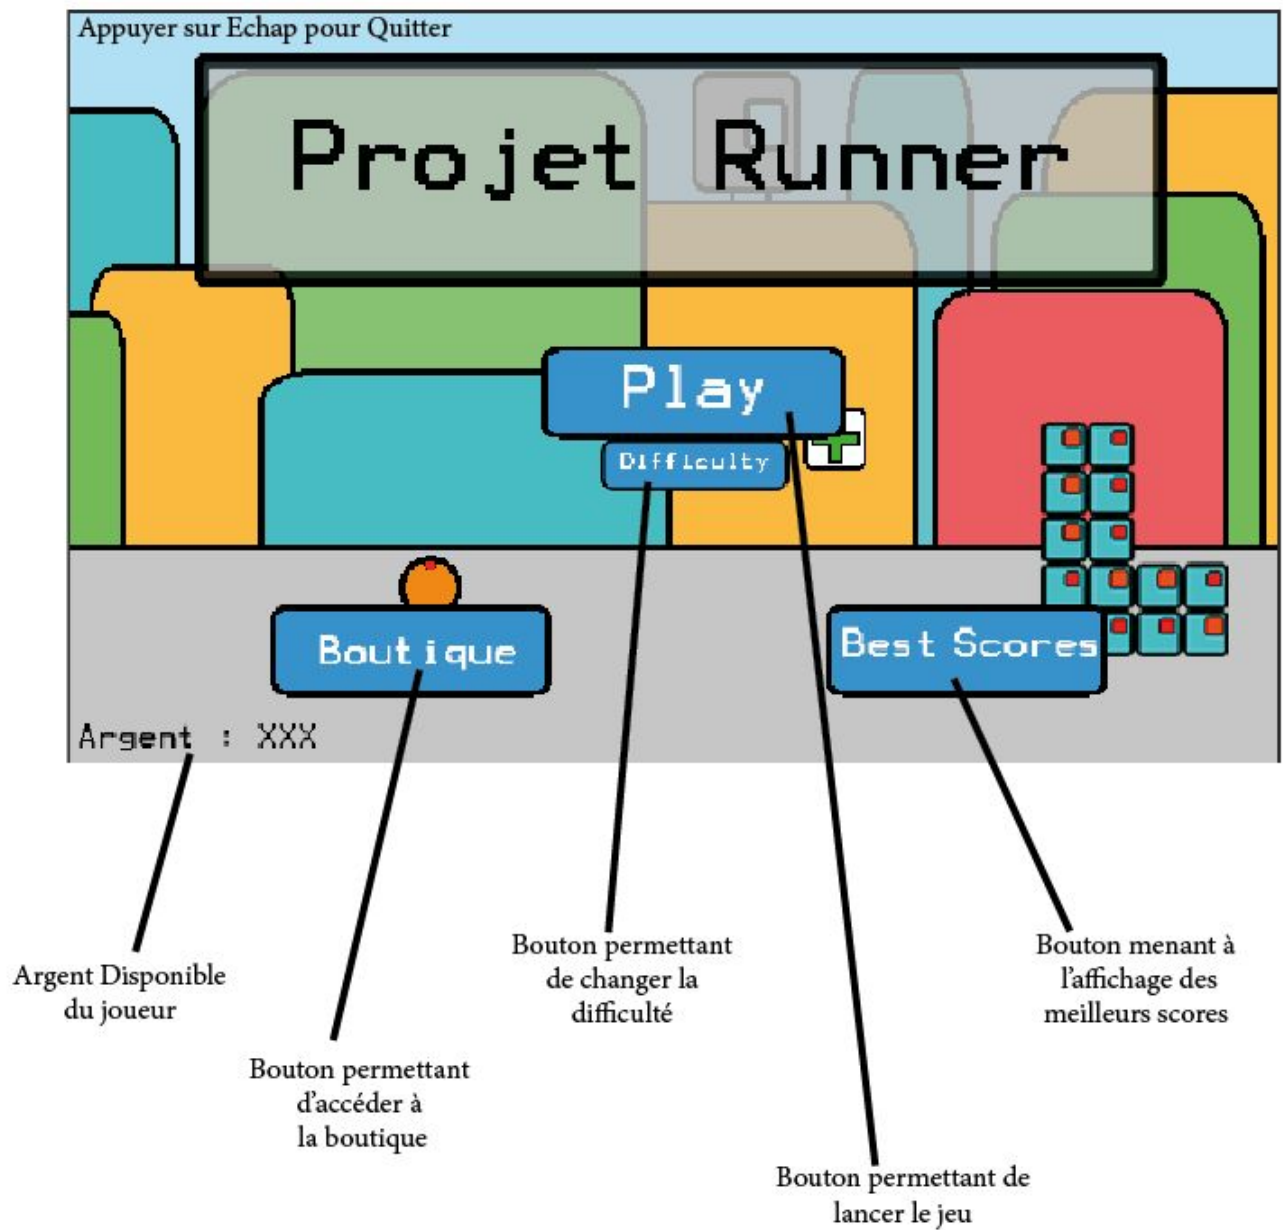 Appuyer sur Echap pour Quitter
Projet Runner
Play
Difficulty
Boutique
Best Scores
Argent : XXX
Argent Disponible
du joueur
Bouton permettant
d'accéder à
la boutique
Bouton permettant
de changer la
difficulté
Bouton permettant de
lancer le jeu
Bouton menant à
l'affichage des
meilleurs scores